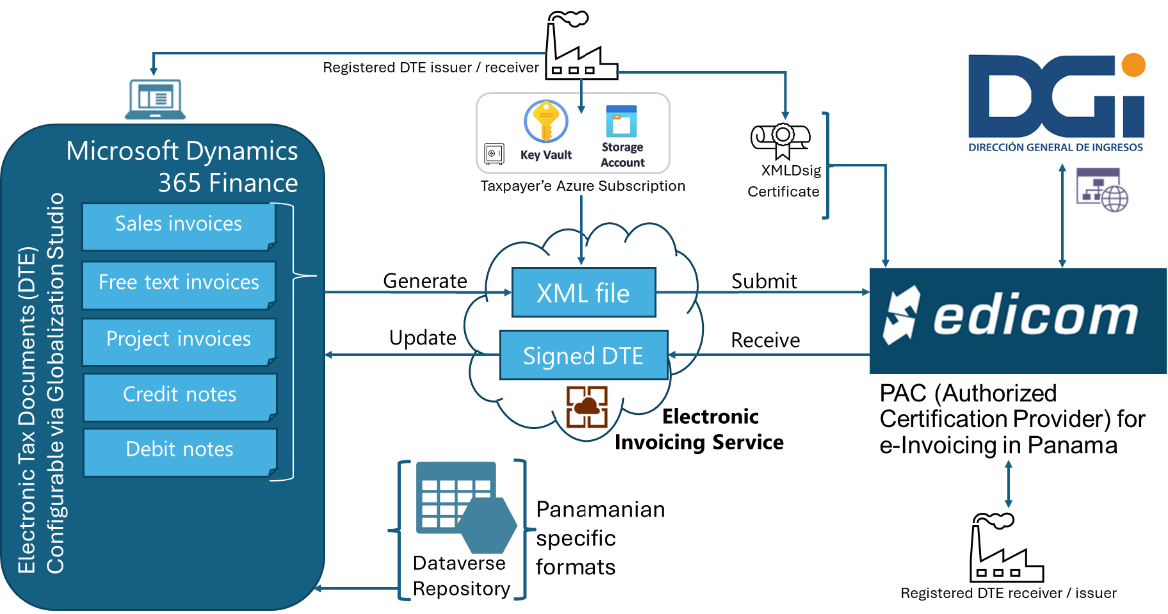 Registered DTE issuer / receiver
Key Vault
Storage
Account
Taxpayer’e Azure Subscription
XMLDsig
Certificate
DGi
DIRECCIÓN GENERAL DE INGRESOS
Microsoft Dynamics
365 Finance
Electronic Tax Documents (DTE)
Configurable via Globalization Studio
Sales invoices
Free text invoices
Project invoices
Credit notes
Debit notes
Generate
XML file
Submit
Update
Signed DTE
Receive
Electronic
Invoicing Service
edicom
PAC (Authorized
Certification Provider) for
e-Invoicing in Panama
Dataverse
Repository
Panamanian
specific
formats
Registered DTE receiver / issuer